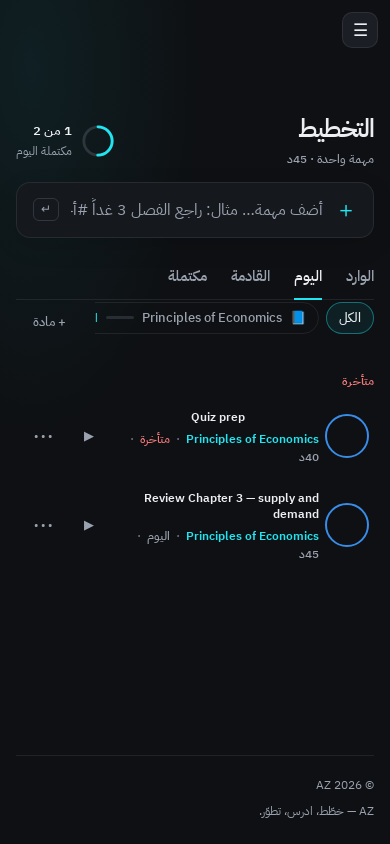 ☰
التخطيط
مهمة واحدة · 45د
1 من 2
مكتملة اليوم
+ أضف مهمة... مثال: راجع الفصل 3 غداً #أ ↵
الوارد اليوم القادمة مكتملة
الكل 📘 Principles of Economics + مادة
متأخرة
Quiz prep
Principles of Economics · متأخرة ·
40د
Review Chapter 3 — supply and
demand
Principles of Economics · اليوم ·
45د
© 2026 AZ
AZ — خطّط، ادرس، تطوّر.